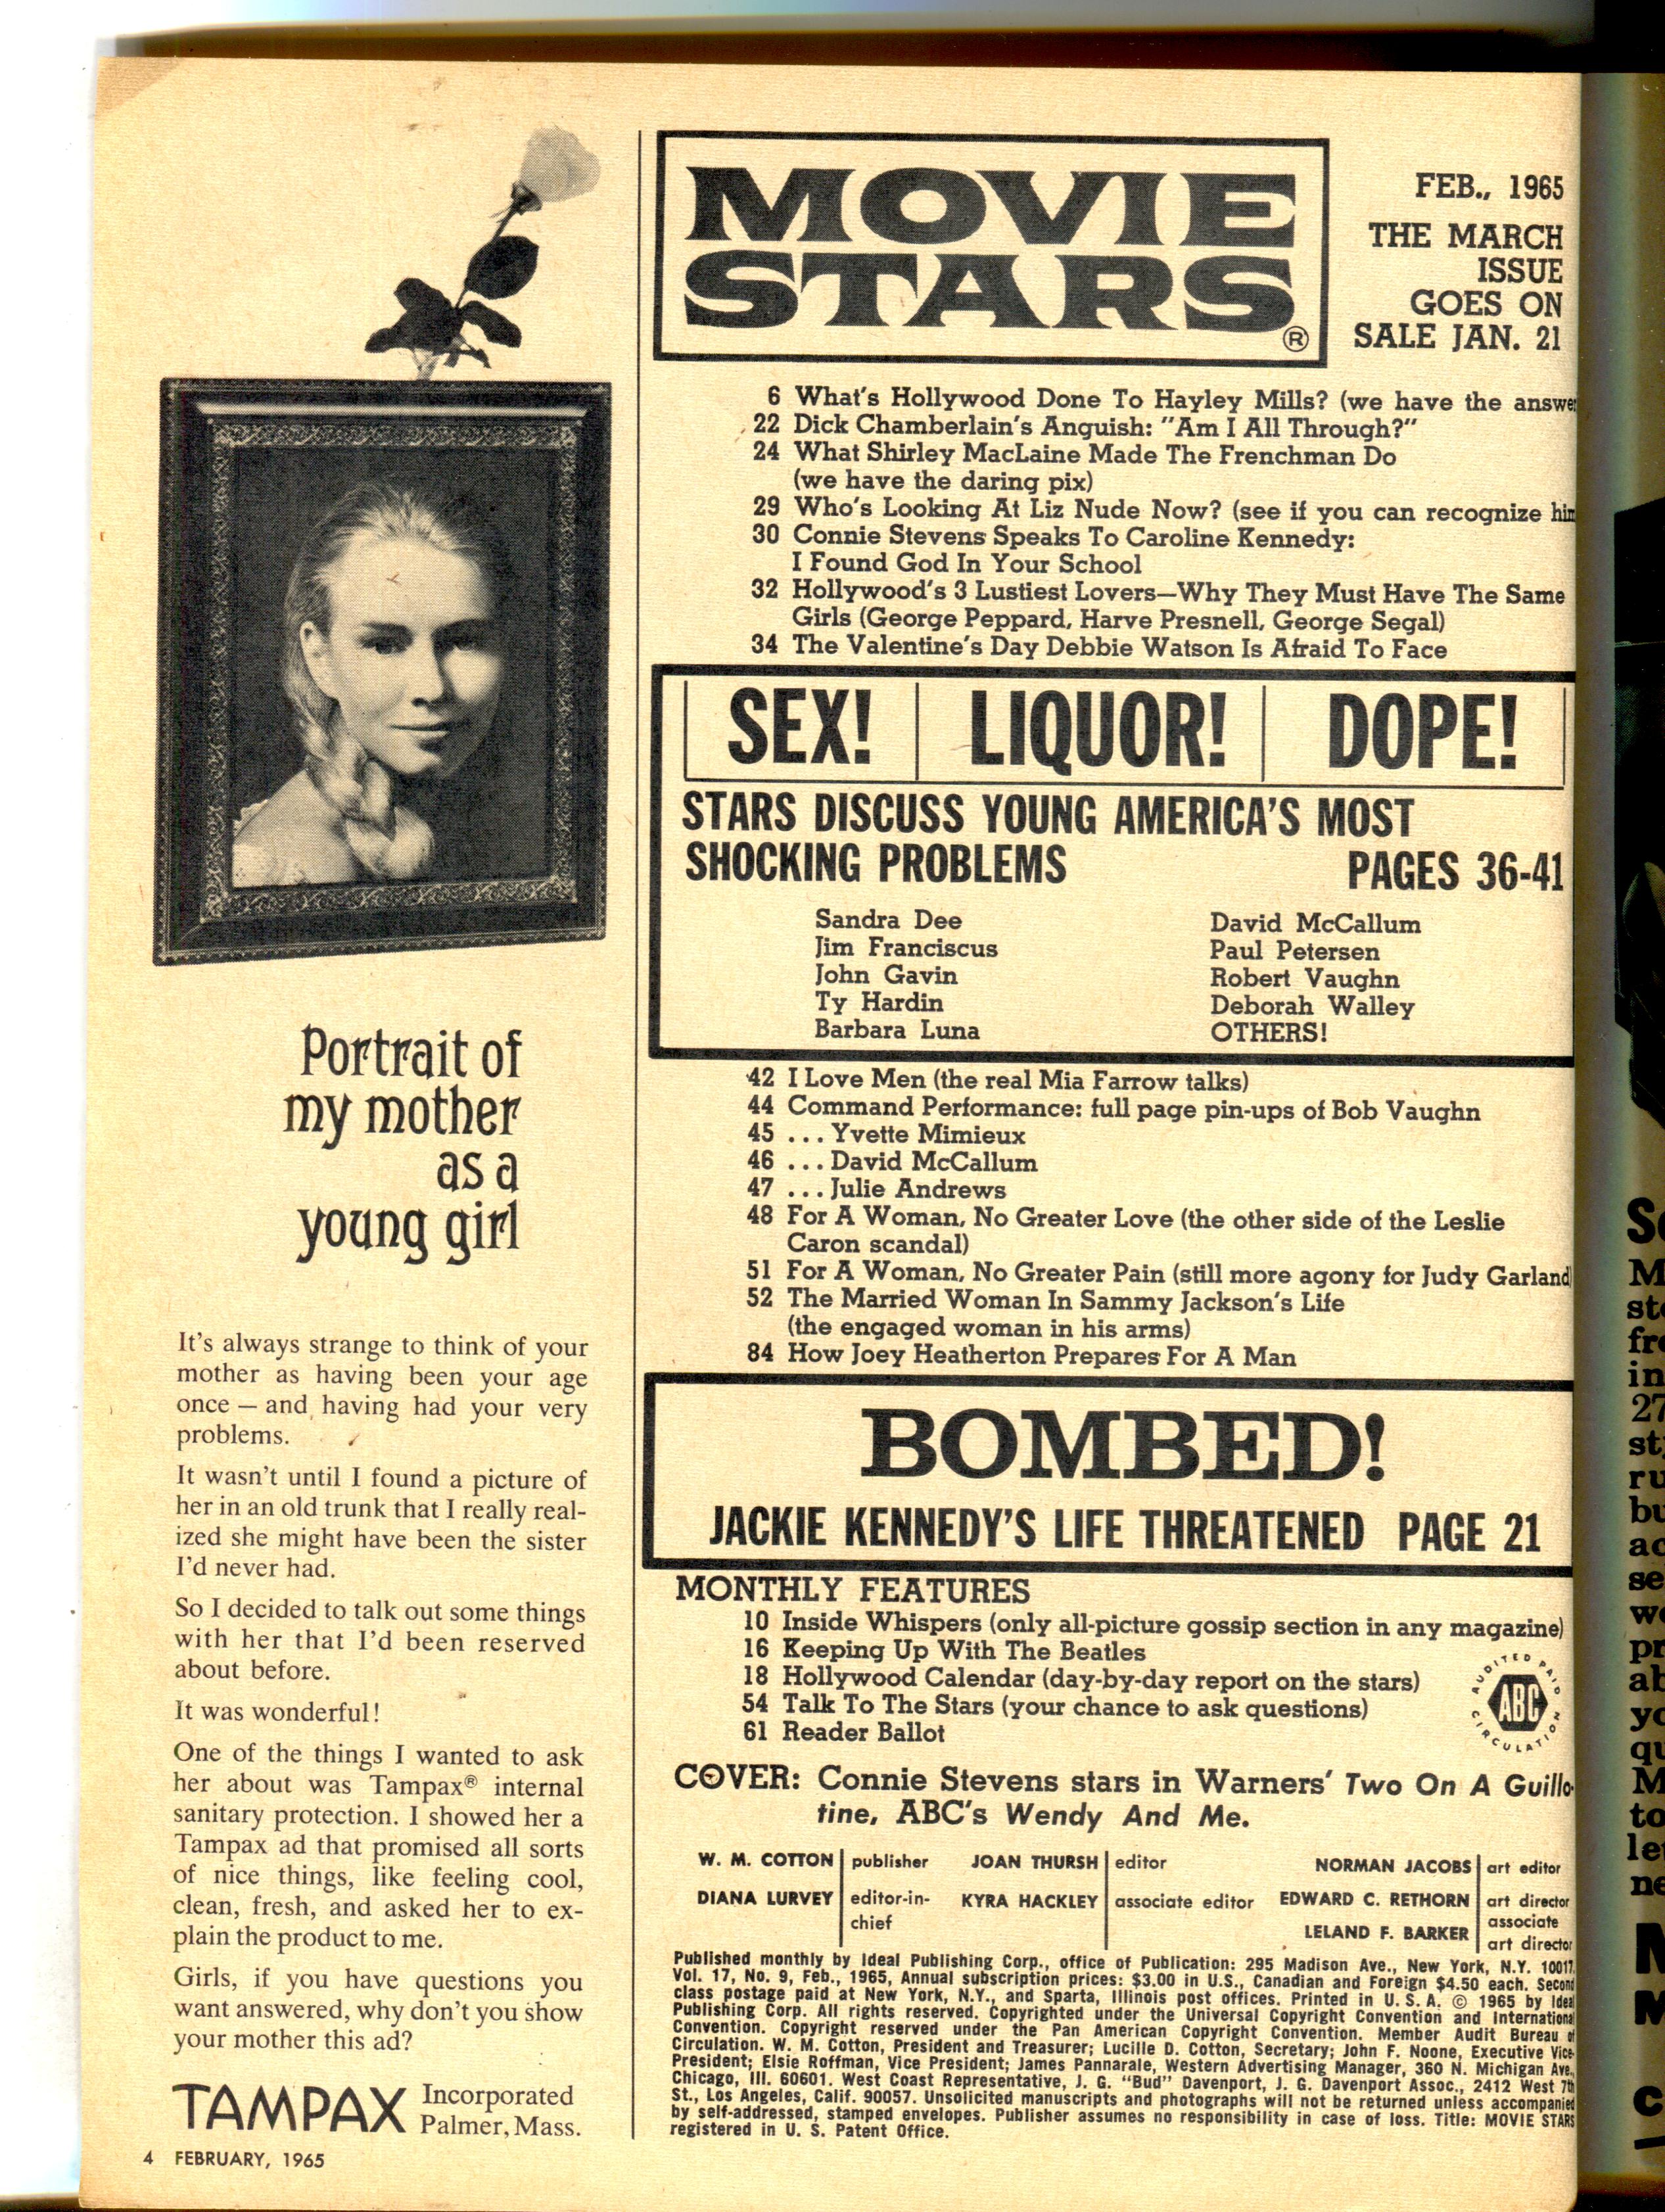 Portrait of
my mother
as a
young girl
It's always strange to think of your
mother as having been your age
once — and having had your very
problems.
It wasn't until I found a picture of
her in an old trunk that I really real-
ized she might have been the sister
I'd never had.
So I decided to talk out some things
with her that I'd been reserved
about before.
It was wonderful!
One of the things I wanted to ask
her about was Tampax® internal
sanitary protection. I showed her a
Tampax ad that promised all sorts
of nice things, like feeling cool,
clean, fresh, and asked her to ex-
plain the product to me.
Girls, if you have questions you
want answered, why don't you show
your mother this ad?
TAMPAX Incorporated
Palmer, Mass.
4 FEBRUARY, 1965
MOVIE
STARS®
FEB., 1965
THE MARCH
ISSUE
GOES ON
SALE JAN. 21
6 What's Hollywood Done To Hayley Mills? (we have the answer
22 Dick Chamberlain's Anguish: "Am I All Through?"
24 What Shirley MacLaine Made The Frenchman Do
(we have the daring pix)
29 Who's Looking At Liz Nude Now? (see if you can recognize him
30 Connie Stevens Speaks To Caroline Kennedy:
I Found God In Your School
32 Hollywood's 3 Lustiest Lovers—Why They Must Have The Same
Girls (George Peppard, Harve Presnell, George Segal)
34 The Valentine's Day Debbie Watson Is Afraid To Face
SEX! LIQUOR! DOPE!
STARS DISCUSS YOUNG AMERICA'S MOST
SHOCKING PROBLEMS PAGES 36-41
Sandra Dee
Jim Franciscus
John Gavin
Ty Hardin
Barbara Luna
David McCallum
Paul Petersen
Robert Vaughn
Deborah Walley
OTHERS!
42 I Love Men (the real Mia Farrow talks)
44 Command Performance: full page pin-ups of Bob Vaughn
45 ... Yvette Mimieux
46 ... David McCallum
47 ... Julie Andrews
48 For A Woman, No Greater Love (the other side of the Leslie
Caron scandal)
51 For A Woman, No Greater Pain (still more agony for Judy Garland)
52 The Married Woman In Sammy Jackson's Life
(the engaged woman in his arms)
84 How Joey Heatherton Prepares For A Man
BOMBED!
JACKIE KENNEDY'S LIFE THREATENED PAGE 21
MONTHLY FEATURES
10 Inside Whispers (only all-picture gossip section in any magazine)
16 Keeping Up With The Beatles
18 Hollywood Calendar (day-by-day report on the stars)
54 Talk To The Stars (your chance to ask questions)
61 Reader Ballot
AUDITED PAID
ABC
CIRCULATION
COVER: Connie Stevens stars in Warners' Two On A Guillo-
tine, ABC's Wendy And Me.
W. M. COTTON publisher
DIANA LURVEY editor-in-
chief
JOAN THURSH editor
KYRA HACKLEY associate editor
NORMAN JACOBS art editor
EDWARD C. RETHORN art director
LELAND F. BARKER associate
art director
Published monthly by Ideal Publishing Corp., office of Publication: 295 Madison Ave., New York, N.Y. 10017.
Vol. 17, No. 9, Feb., 1965, Annual subscription prices: $3.00 in U.S., Canadian and Foreign $4.50 each. Second
class postage paid at New York, N.Y., and Sparta, Illinois post offices. Printed in U. S. A. © 1965 by Ideal
Publishing Corp. All rights reserved. Copyrighted under the Universal Copyright Convention and International
Convention. Copyright reserved under the Pan American Copyright Convention. Member Audit Bureau of
Circulation. W. M. Cotton, President and Treasurer; Lucille D. Cotton, Secretary; John F. Noone, Executive Vice-
President; Elsie Roffman, Vice President; James Pannarale, Western Advertising Manager, 360 N. Michigan Ave.,
Chicago, Ill. 60601. West Coast Representative, J. G. "Bud" Davenport, J. G. Davenport Assoc., 2412 West 7th
St., Los Angeles, Calif. 90057. Unsolicited manuscripts and photographs will not be returned unless accompanied
by self-addressed, stamped envelopes. Publisher assumes no responsibility in case of loss. Title: MOVIE STARS
registered in U. S. Patent Office.